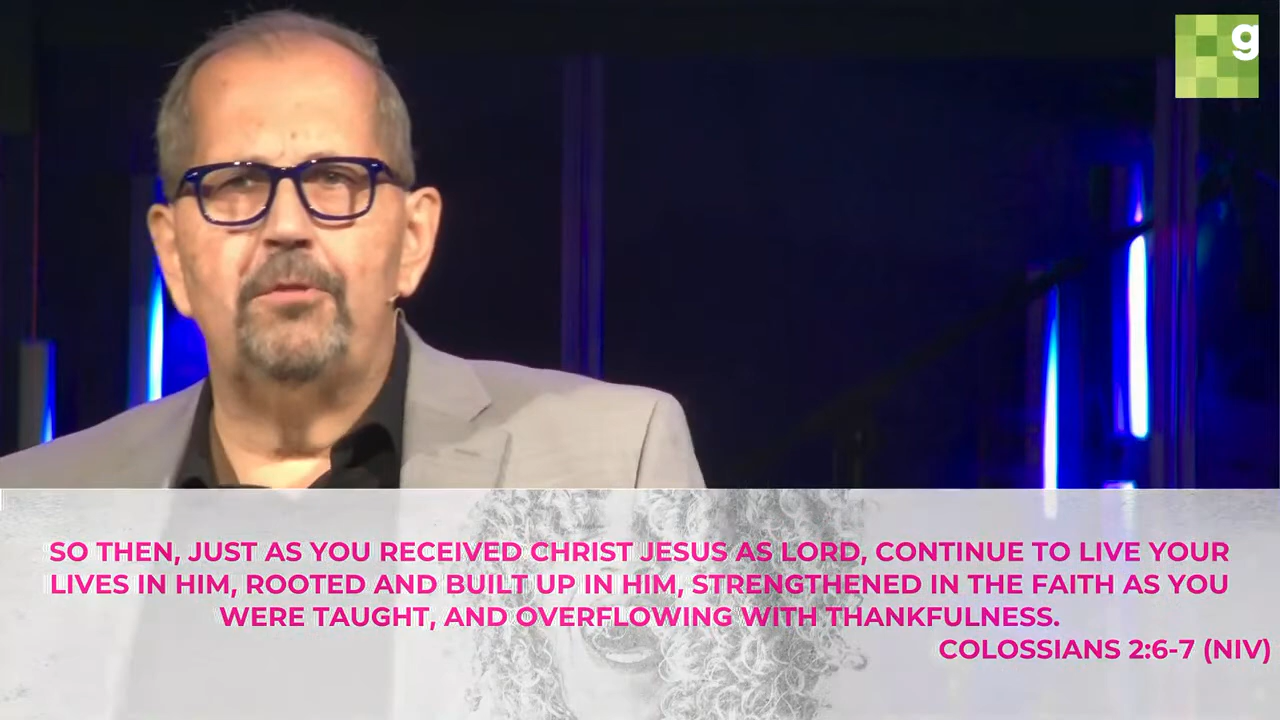 g
SO THEN, JUST AS YOU RECEIVED CHRIST JESUS AS LORD, CONTINUE TO LIVE YOUR
LIVES IN HIM, ROOTED AND BUILT UP IN HIM, STRENGTHENED IN THE FAITH AS YOU
WERE TAUGHT, AND OVERFLOWING WITH THANKFULNESS.
COLOSSIANS 2:6-7 (NIV)